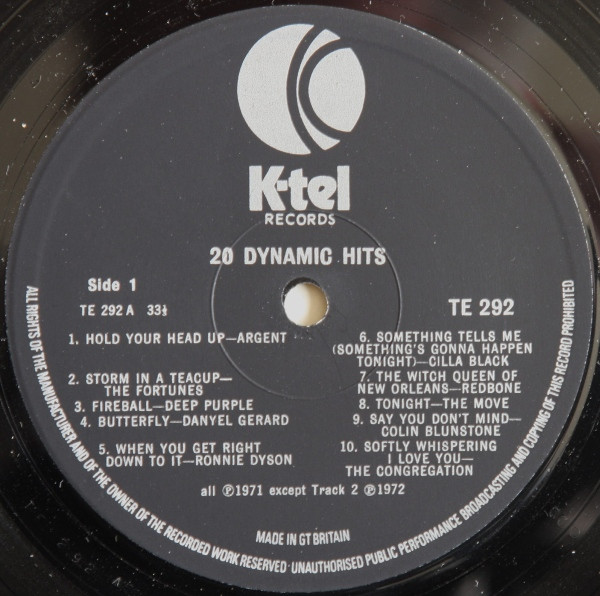 K-tel
RECORDS
20 DYNAMIC HITS
Side 1
TE 292 A 33⅓
TE 292
1. HOLD YOUR HEAD UP—ARGENT
2. STORM IN A TEACUP—
THE FORTUNES
3. FIREBALL—DEEP PURPLE
4. BUTTERFLY—DANYEL GERARD
5. WHEN YOU GET RIGHT
DOWN TO IT—RONNIE DYSON
6. SOMETHING TELLS ME
(SOMETHING'S GONNA HAPPEN
TONIGHT)—CILLA BLACK
7. THE WITCH QUEEN OF
NEW ORLEANS—REDBONE
8. TONIGHT—THE MOVE
9. SAY YOU DON'T MIND—
COLIN BLUNSTONE
10. SOFTLY WHISPERING
I LOVE YOU—
THE CONGREGATION
all ℗1971 except Track 2 ℗1972
MADE IN GT BRITAIN
ALL RIGHTS OF THE MANUFACTURER AND OF THE OWNER OF THE RECORDED WORK RESERVED · UNAUTHORISED PUBLIC PERFORMANCE BROADCASTING AND COPYING OF THIS RECORD PROHIBITED